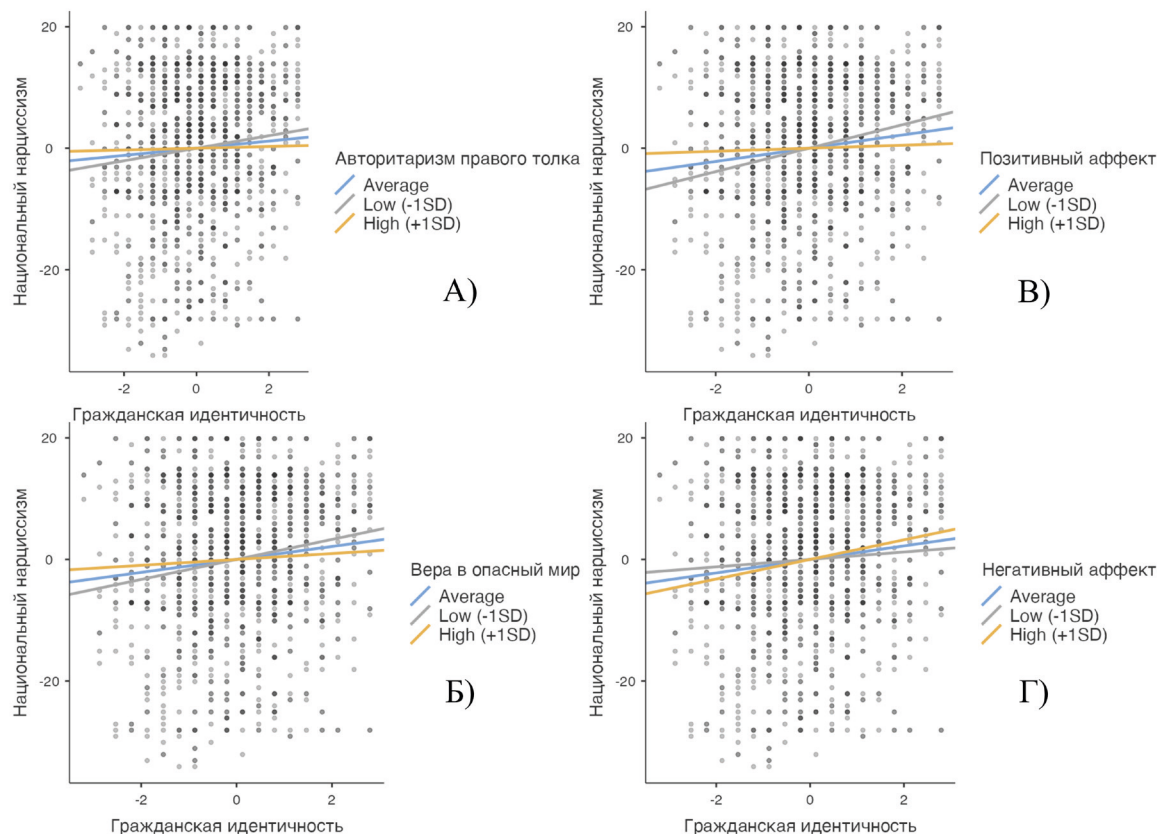 20
0
-20
Национальный нарциссизм
-2
0
2
Гражданская идентичность
Авторитаризм правого толка
Average
Low (-1SD)
High (+1SD)
А)
20
0
-20
Национальный нарциссизм
-2
0
2
Гражданская идентичность
Позитивный аффект
Average
Low (-1SD)
High (+1SD)
В)
20
0
-20
Национальный нарциссизм
-2
0
2
Гражданская идентичность
Вера в опасный мир
Average
Low (-1SD)
High (+1SD)
Б)
20
0
-20
Национальный нарциссизм
-2
0
2
Гражданская идентичность
Негативный аффект
Average
Low (-1SD)
High (+1SD)
Г)